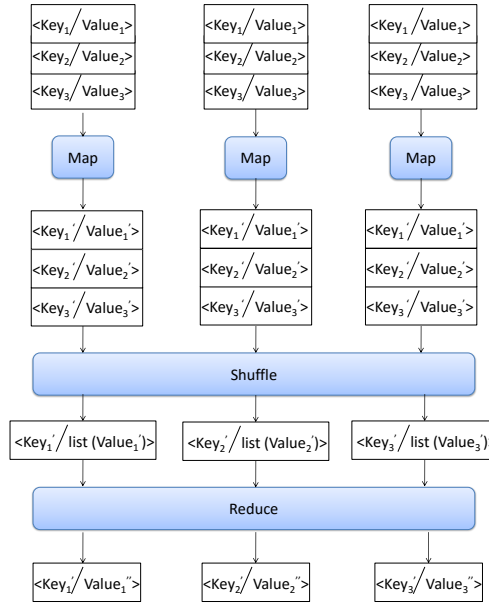 <Key₁/Value₁> <Key₁/Value₁> <Key₁/Value₁>
<Key₂/Value₂> <Key₂/Value₂> <Key₂/Value₂>
<Key₃/Value₃> <Key₃/Value₃> <Key₃/Value₃>
Map Map Map
<Key₁'/Value₁'> <Key₁'/Value₁'> <Key₁'/Value₁'>
<Key₂'/Value₂'> <Key₂'/Value₂'> <Key₂'/Value₂'>
<Key₃'/Value₃'> <Key₃'/Value₃'> <Key₃'/Value₃'>
Shuffle
<Key₁'/list (Value₁')> <Key₂'/list (Value₂')> <Key₃'/list (Value₃')>
Reduce
<Key₁'/Value₁''> <Key₂'/Value₂''> <Key₃'/Value₃''>